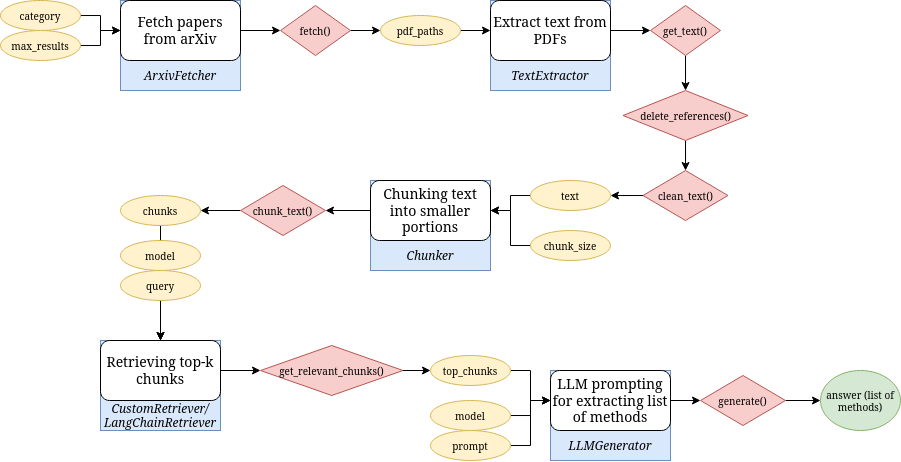 category
max_results
Fetch papers
from arXiv
ArxivFetcher
fetch()
pdf_paths
Extract text from
PDFs
TextExtractor
get_text()
delete_references()
clean_text()
text
chunk_size
Chunking text
into smaller
portions
Chunker
chunk_text()
chunks
model
query
Retrieving top-k
chunks
CustomRetriever/
LangChainRetriever
get_relevant_chunks()
top_chunks
model
prompt
LLM prompting
for extracting list
of methods
LLMGenerator
generate()
answer (list of
methods)